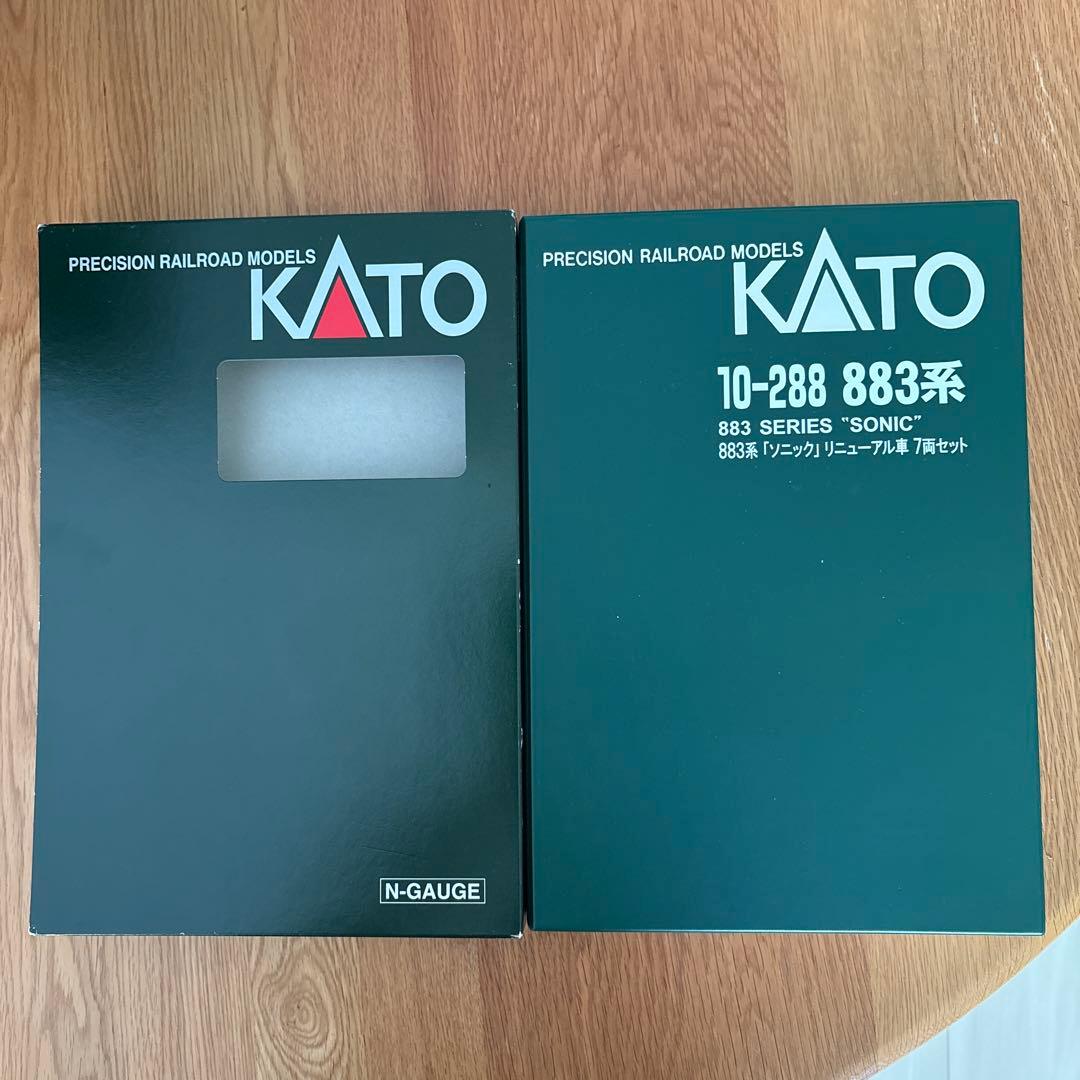 PRECISION RAILROAD MODELS
KATO
N-GAUGE
PRECISION RAILROAD MODELS
KATO
10-288 883系
883 SERIES “SONIC”
883系「ソニック」リニューアル車 7両セット